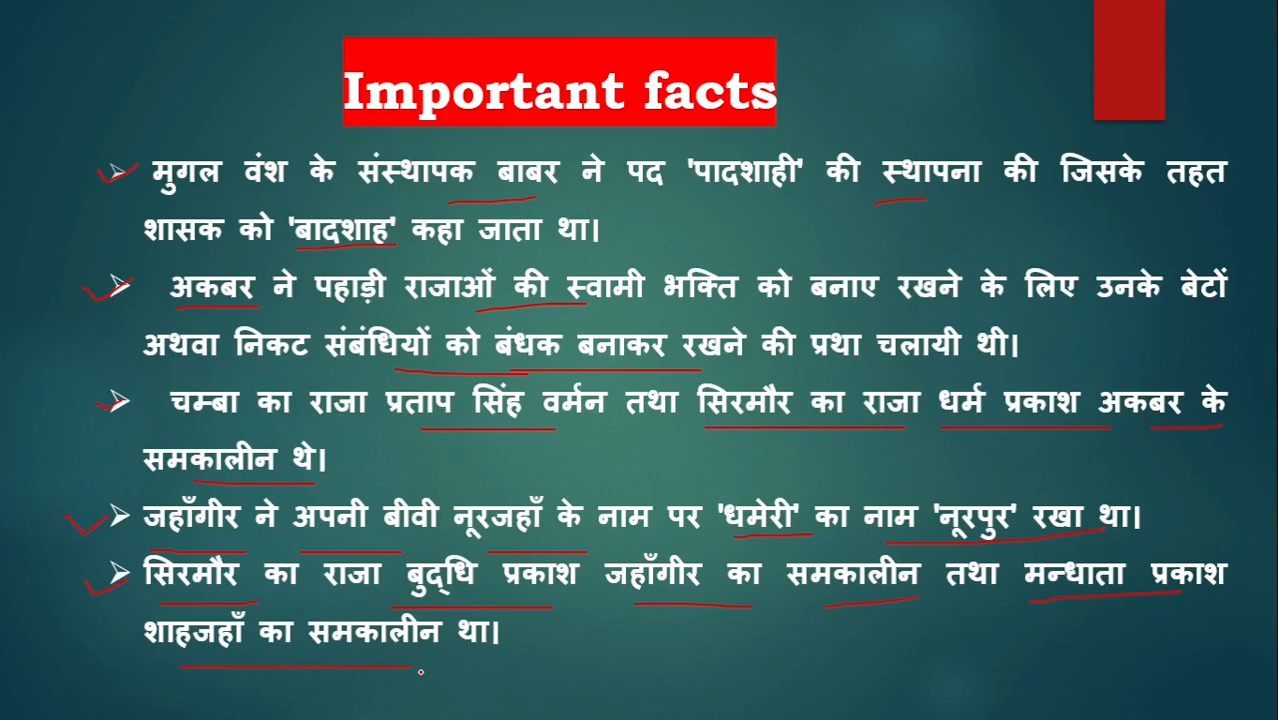 Important facts
मुगल वंश के संस्थापक बाबर ने पद 'पादशाही' की स्थापना की जिसके तहत
शासक को 'बादशाह' कहा जाता था।
अकबर ने पहाड़ी राजाओं की स्वामी भक्ति को बनाए रखने के लिए उनके बेटों
अथवा निकट संबंधियों को बंधक बनाकर रखने की प्रथा चलायी थी।
चम्बा का राजा प्रताप सिंह वर्मन तथा सिरमौर का राजा धर्म प्रकाश अकबर के
समकालीन थे।
जहाँगीर ने अपनी बीवी नूरजहाँ के नाम पर 'धमेरी' का नाम 'नूरपुर' रखा था।
सिरमौर का राजा बुद्धि प्रकाश जहाँगीर का समकालीन तथा मन्धाता प्रकाश
शाहजहाँ का समकालीन था।